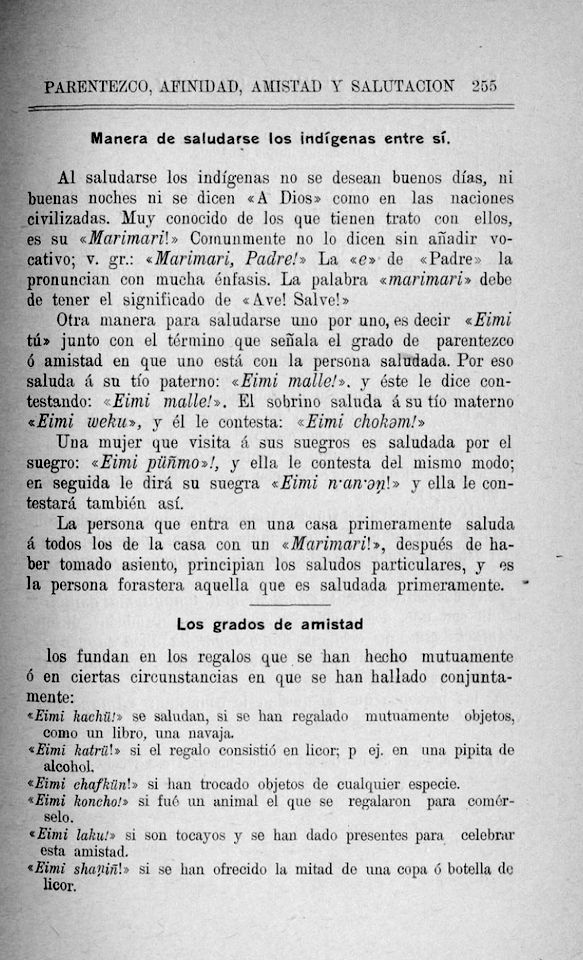 PARENTEZCO, AFINIDAD, AMISTAD Y SALUTACION 255
Manera de saludarse los indígenas entre sí.
Al saludarse los indígenas no se desean buenos días, ni
buenas noches ni se dicen «A Dios» como en las naciones
civilizadas. Muy conocido de los que tienen trato con ellos,
es su «Marimari!» Comunmente no lo dicen sin añadir vo-
cativo; v. gr.: «Marimari, Padre!» La «e» de «Padre» la
pronuncian con mucha énfasis. La palabra «marimari» debe
de tener el significado de «Ave! Salve!»
Otra manera para saludarse uno por uno, es decir «Eimi
tú» junto con el término que señala el grado de parentezco
ó amistad en que uno está con la persona saludada. Por eso
saluda á su tío paterno: «Eimi malle!». y éste le dice con-
testando: «Eimi malle!». El sobrino saluda á su tío materno
«Eimi weku», y él le contesta: «Eimi chokəm!»
Una mujer que visita á sus suegros es saludada por el
suegro: «Eimi püñmo»!, y ella le contesta del mismo modo;
en seguida le dirá su suegra «Eimi n·an·əṇ!» y ella le con-
testará también así.
La persona que entra en una casa primeramente saluda
á todos los de la casa con un «Marimari!», después de ha-
ber tomado asiento, principian los saludos particulares, y es
la persona forastera aquella que es saludada primeramente.
Los grados de amistad
los fundan en los regalos que se han hecho mutuamente
ó en ciertas circunstancias en que se han hallado conjunta-
mente:
«Eimi kachü!» se saludan, si se han regalado mutuamente objetos,
como un libro, una navaja.
«Eimi katrü!» si el regalo consistió en licor; p ej. en una pipita de
alcohol.
«Eimi chafkün!» si han trocado objetos de cualquier especie.
«Eimi koncho!» si fué un animal el que se regalaron para comér-
selo.
«Eimi laku!» si son tocayos y se han dado presentes para celebrar
esta amistad.
«Eimi shaṇiñ!» si se han ofrecido la mitad de una copa ó botella de
licor.